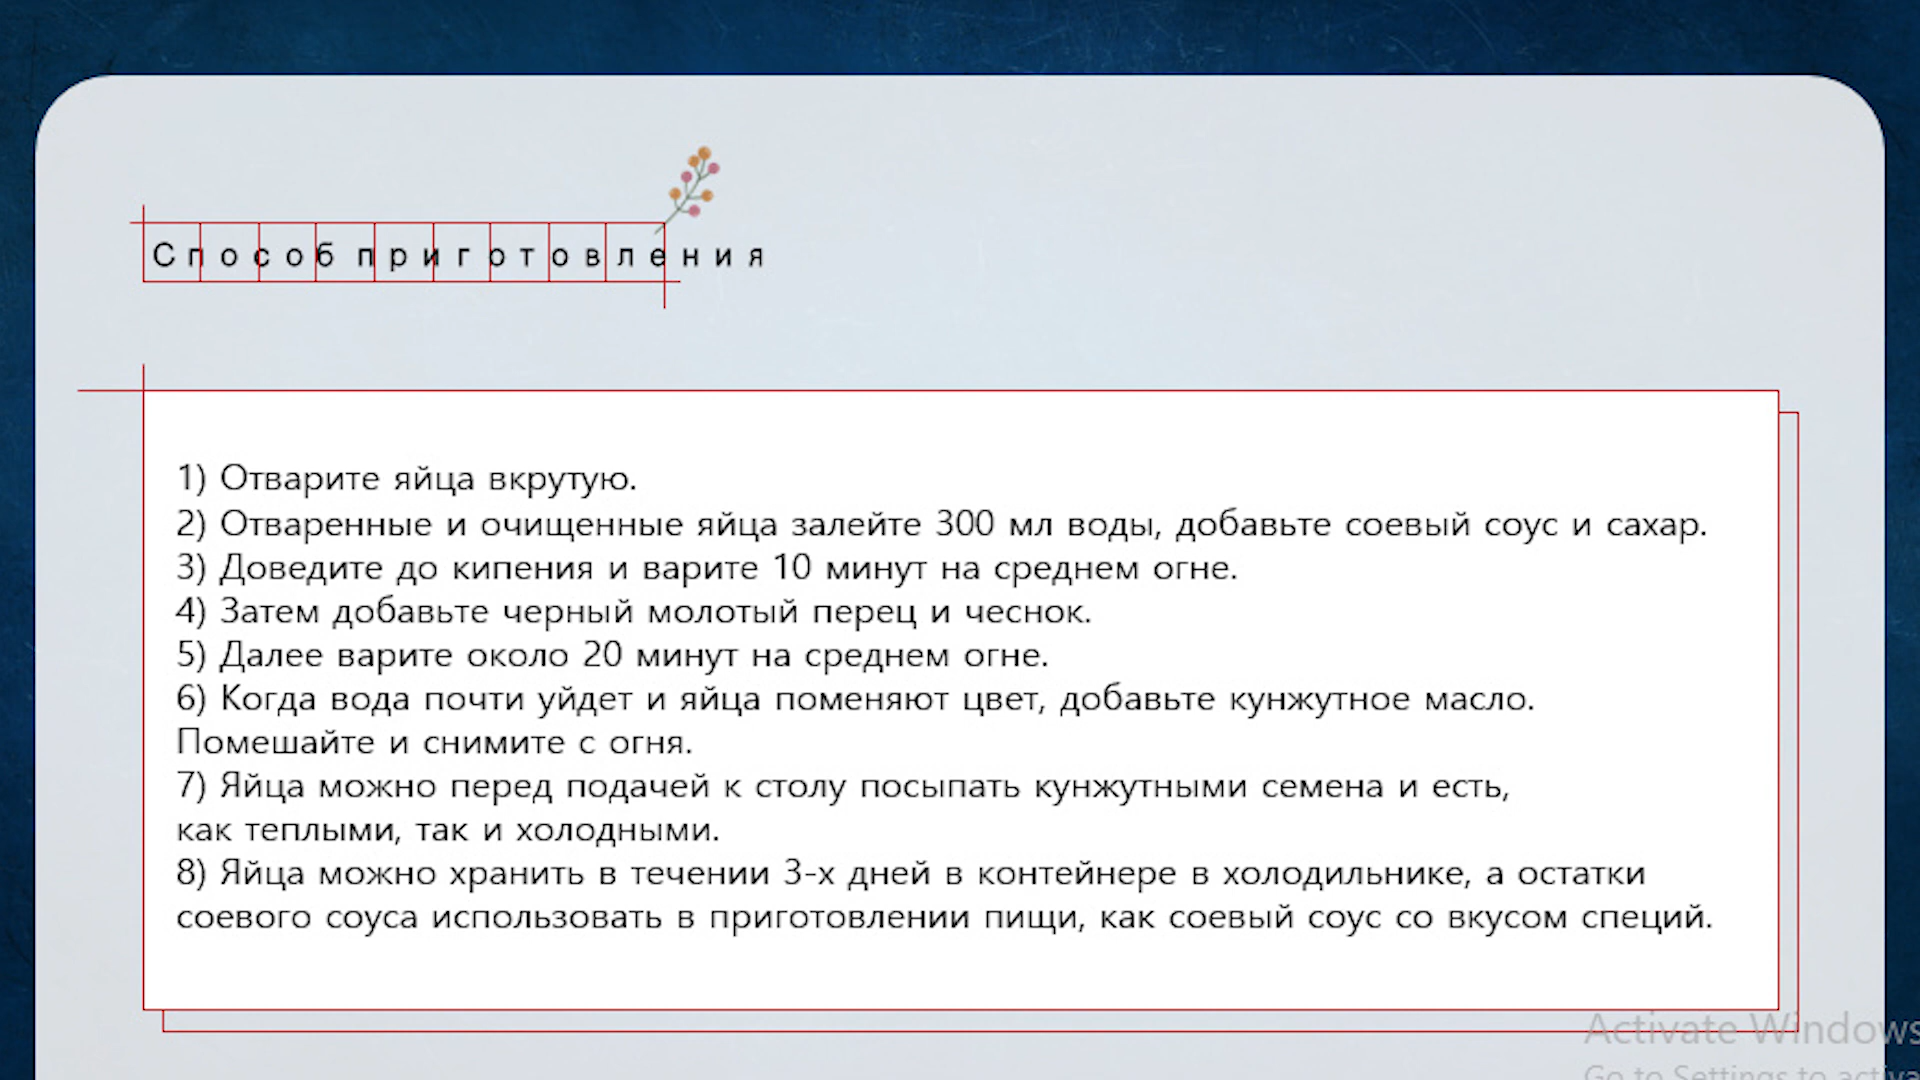 Способ приготовления
1) Отварите яйца вкрутую.
2) Отваренные и очищенные яйца залейте 300 мл воды, добавьте соевый соус и сахар.
3) Доведите до кипения и варите 10 минут на среднем огне.
4) Затем добавьте черный молотый перец и чеснок.
5) Далее варите около 20 минут на среднем огне.
6) Когда вода почти уйдет и яйца поменяют цвет, добавьте кунжутное масло.
Помешайте и снимите с огня.
7) Яйца можно перед подачей к столу посыпать кунжутными семена и есть,
как теплыми, так и холодными.
8) Яйца можно хранить в течении 3-х дней в контейнере в холодильнике, а остатки
соевого соуса использовать в приготовлении пищи, как соевый соус со вкусом специй.
Activate Windows
Go to Settings to activa